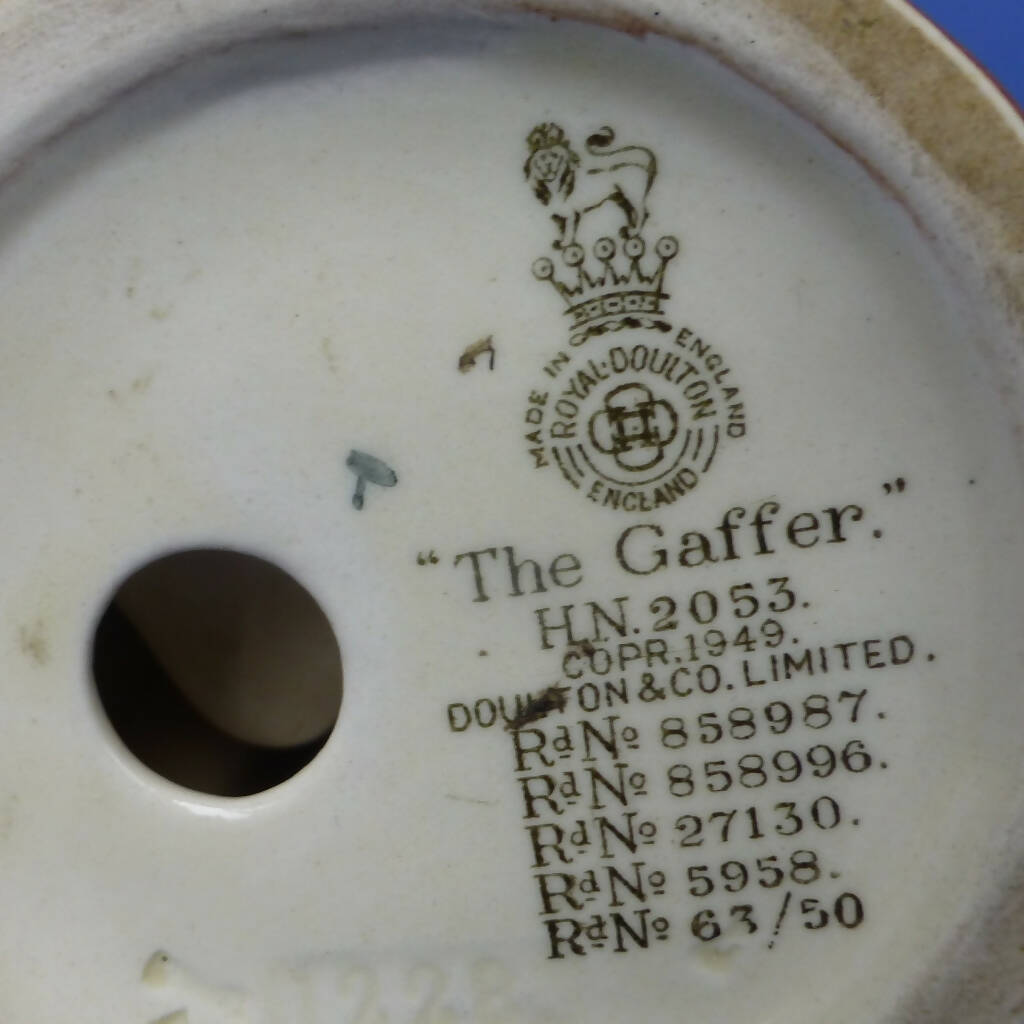 MADE IN ENGLAND
ROYAL·DOULTON
ENGLAND
“The Gaffer.”
H.N. 2053.
COPR. 1949.
DOULTON & CO. LIMITED.
Rd No 858987.
Rd No 858996.
Rd No 27130.
Rd No 5958.
Rd No 63/50